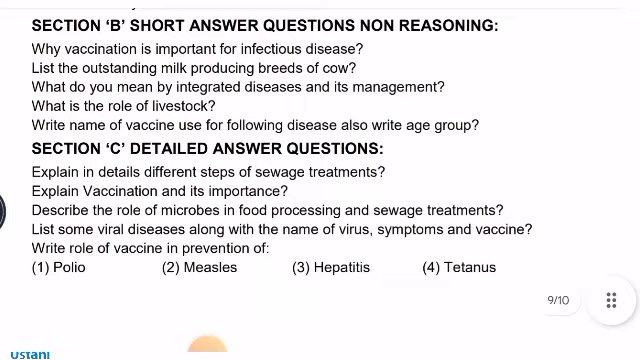 SECTION ‘B’ SHORT ANSWER QUESTIONS NON REASONING:
Why vaccination is important for infectious disease?
List the outstanding milk producing breeds of cow?
What do you mean by integrated diseases and its management?
What is the role of livestock?
Write name of vaccine use for following disease also write age group?
SECTION ‘C’ DETAILED ANSWER QUESTIONS:
Explain in details different steps of sewage treatments?
Explain Vaccination and its importance?
Describe the role of microbes in food processing and sewage treatments?
List some viral diseases along with the name of virus, symptoms and vaccine?
Write role of vaccine in prevention of:
(1) Polio (2) Measles (3) Hepatitis (4) Tetanus
9/10